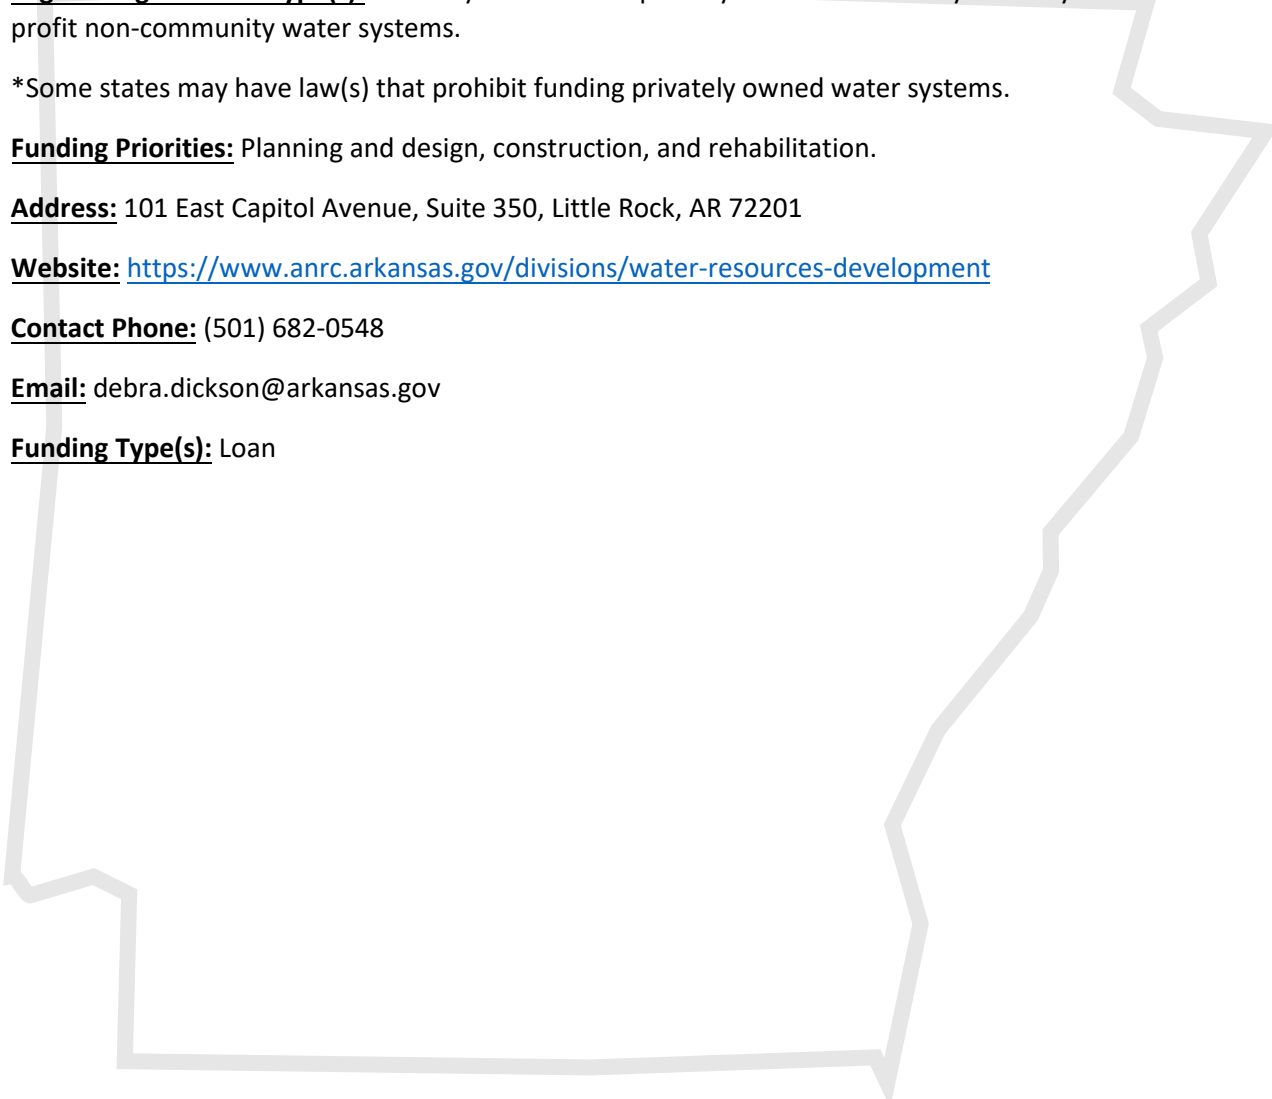 profit non-community water systems.
*Some states may have law(s) that prohibit funding privately owned water systems.
Funding Priorities: Planning and design, construction, and rehabilitation.
Address: 101 East Capitol Avenue, Suite 350, Little Rock, AR 72201
Website: https://www.anrc.arkansas.gov/divisions/water-resources-development
Contact Phone: (501) 682-0548
Email: debra.dickson@arkansas.gov
Funding Type(s): Loan